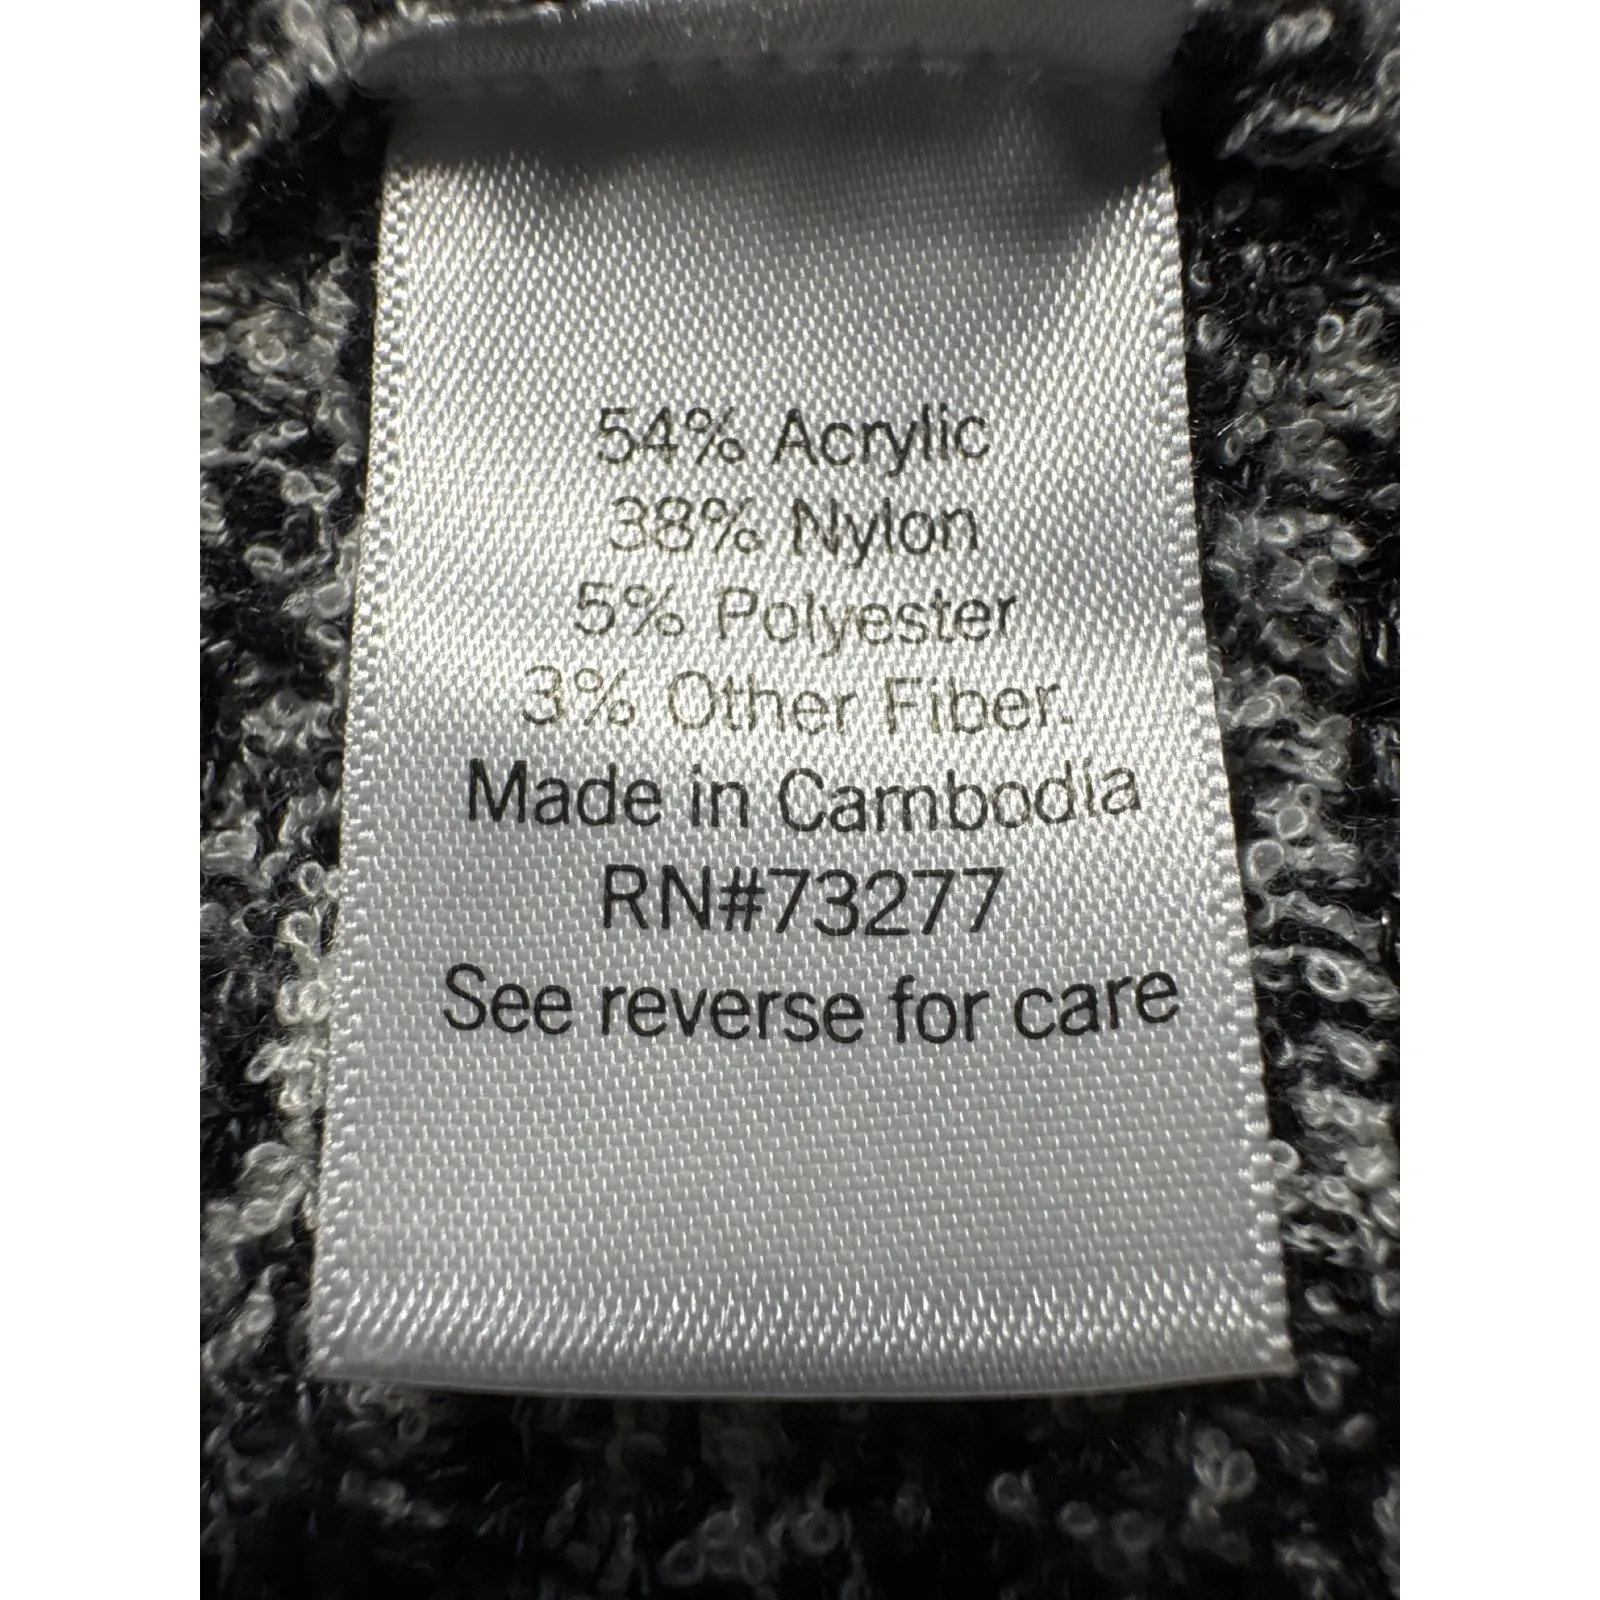 54% Acrylic
38% Nylon
5% Polyester
3% Other Fiber.
Made in Cambodia
RN#73277
See reverse for care